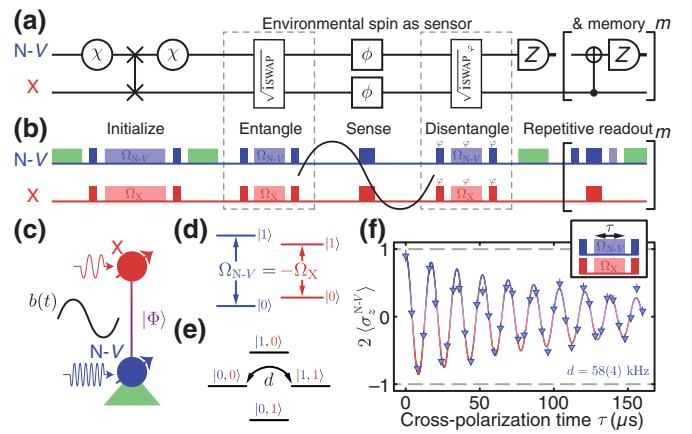 (a) Environmental spin as sensor & memory m
N-V χ χ √iSWAP ϕ √iSWAP φ Z Z
X ϕ
(b) Initialize Entangle Sense Disentangle Repetitive readout m
N-V Ω_N-V Ω_N-V φ Ω_N-V φ φ
X Ω_X Ω_X φ Ω_X φ φ
(c) X
b(t)
|Φ⟩
N-V
(d) |1⟩ |1⟩
Ω_N-V = −Ω_X
|0⟩ |0⟩
(e) |1, 0⟩
|0, 0⟩ d |1, 1⟩
|0, 1⟩
(f) τ
Ω_N-V
Ω_X
2 ⟨σ_z^N-V⟩
1
0
−1
d = 58(4) kHz
0 50 100 150
Cross-polarization time τ (μs)